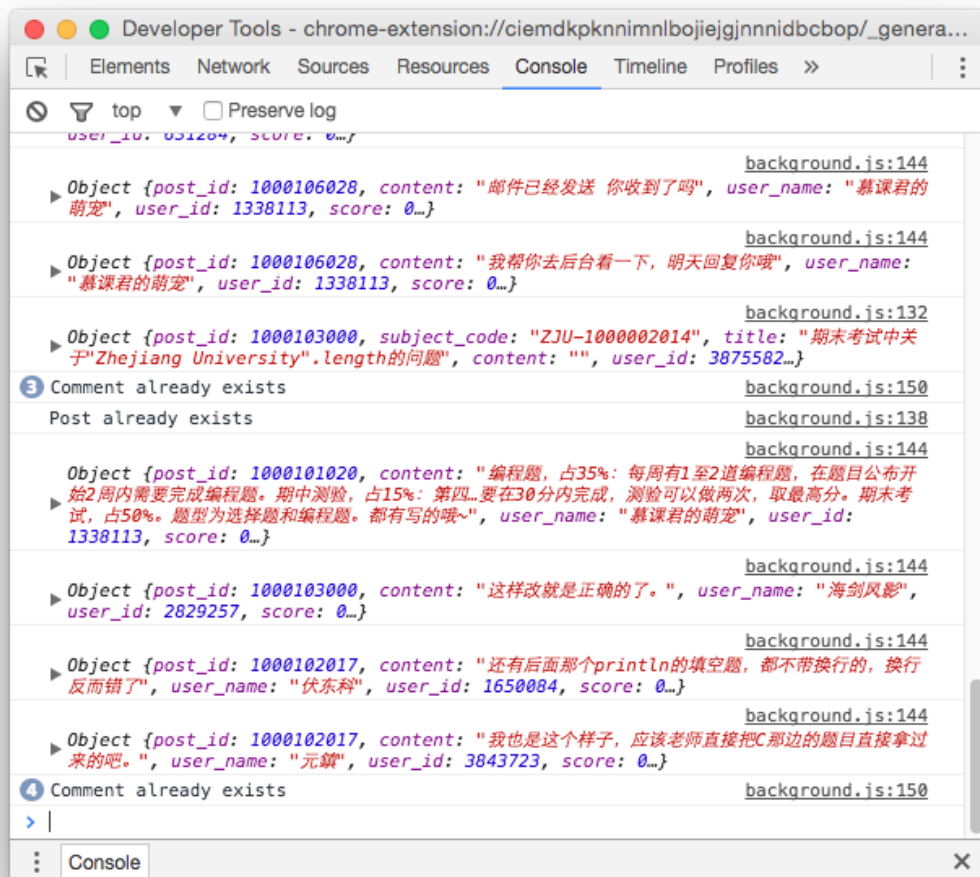 Developer Tools - chrome-extension://ciemdkpknnimnlbojiejgjnnnidbcbop/_genera…
Elements Network Sources Resources Console Timeline Profiles »
top ▼ Preserve log
user_id: 631284, score: 0…}
background.js:144
Object {post_id: 1000106028, content: "邮件已经发送 你收到了吗", user_name: "慕课君的
萌宠", user_id: 1338113, score: 0…}
background.js:144
Object {post_id: 1000106028, content: "我帮你去后台看一下，明天回复你哦", user_name:
"慕课君的萌宠", user_id: 1338113, score: 0…}
background.js:132
Object {post_id: 1000103000, subject_code: "ZJU-1000002014", title: "期末考试中关
于"Zhejiang University".length的问题", content: "", user_id: 3875582…}
3 Comment already exists background.js:150
Post already exists background.js:138
background.js:144
Object {post_id: 1000101020, content: "编程题，占35%：每周有1至2道编程题，在题目公布开
始2周内需要完成编程题。期中测验，占15%：第四…要在30分内完成，测验可以做两次，取最高分。期末考
试，占50%。题型为选择题和编程题。都有写的哦~", user_name: "慕课君的萌宠", user_id:
1338113, score: 0…}
background.js:144
Object {post_id: 1000103000, content: "这样改就是正确的了。", user_name: "海剑风影",
user_id: 2829257, score: 0…}
background.js:144
Object {post_id: 1000102017, content: "还有后面那个println的填空题，都不带换行的，换行
反而错了", user_name: "伏东科", user_id: 1650084, score: 0…}
background.js:144
Object {post_id: 1000102017, content: "我也是这个样子，应该老师直接把C那边的题目直接拿过
来的吧。", user_name: "元鎮", user_id: 3843723, score: 0…}
4 Comment already exists background.js:150
Console